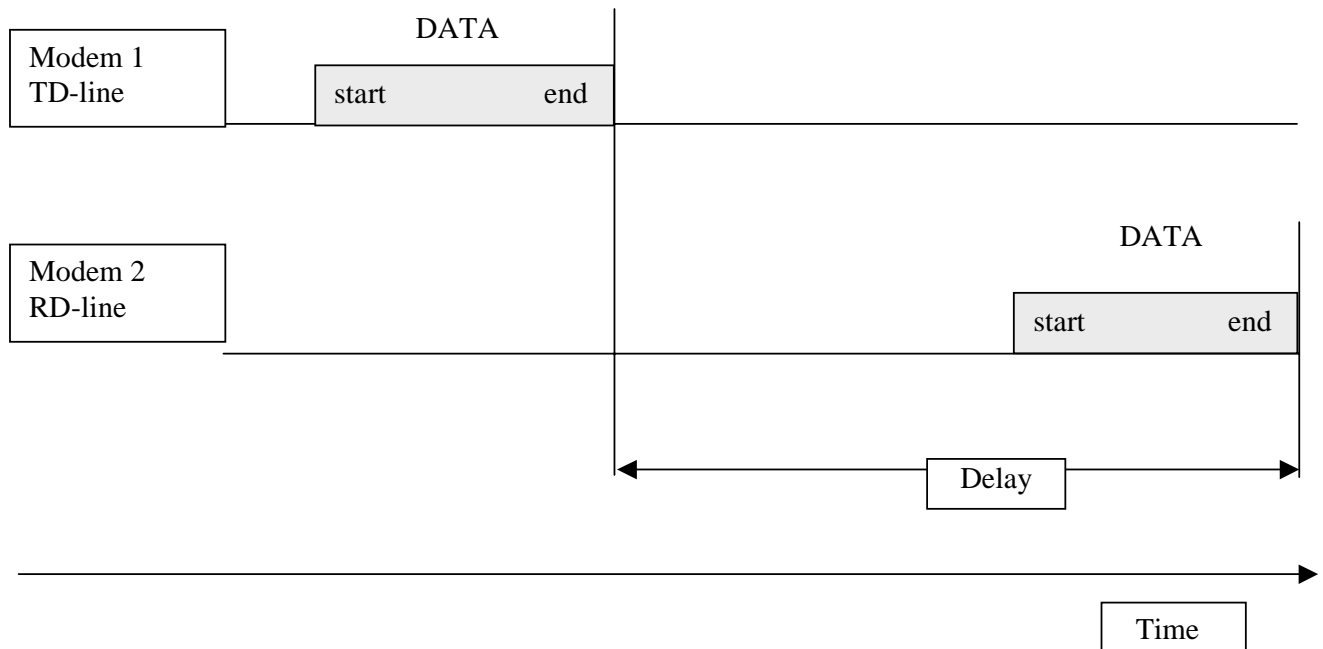 DATA
Modem 1
TD-line
start end
DATA
Modem 2
RD-line
start end
Delay
Time